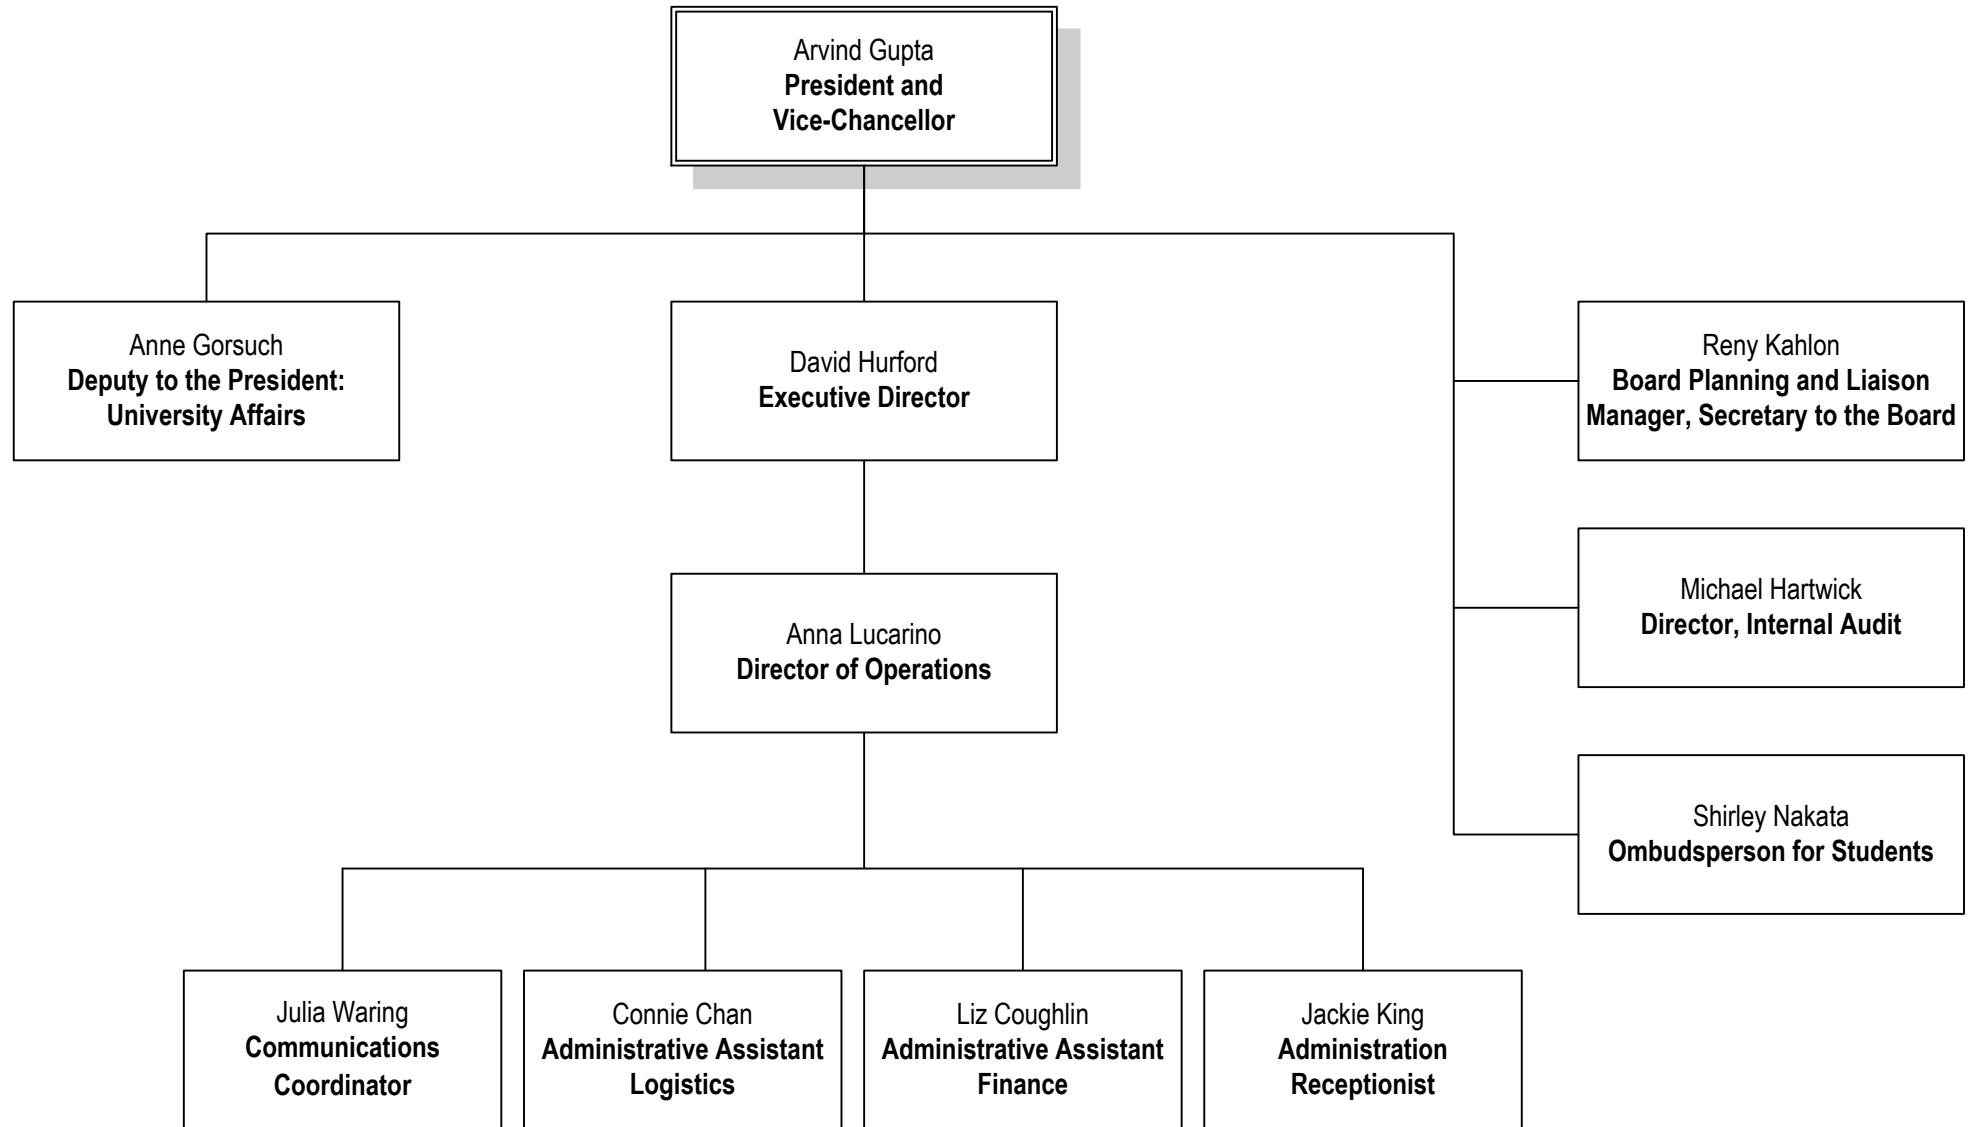 Arvind Gupta
President and
Vice-Chancellor
Anne Gorsuch
Deputy to the President:
University Affairs
David Hurford
Executive Director
Reny Kahlon
Board Planning and Liaison
Manager, Secretary to the Board
Anna Lucarino
Director of Operations
Michael Hartwick
Director, Internal Audit
Shirley Nakata
Ombudsperson for Students
Julia Waring
Communications
Coordinator
Connie Chan
Administrative Assistant
Logistics
Liz Coughlin
Administrative Assistant
Finance
Jackie King
Administration
Receptionist